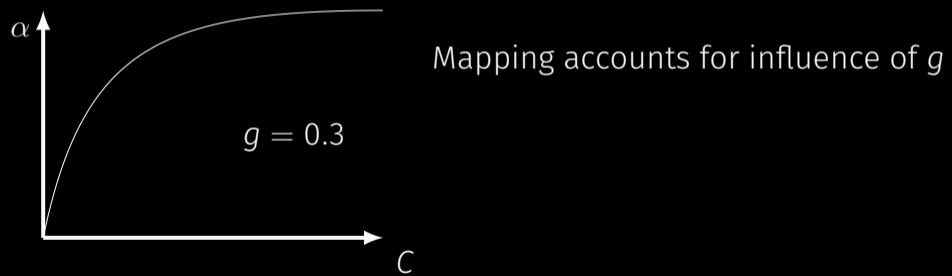 α
Mapping accounts for influence of g
g = 0.3
C